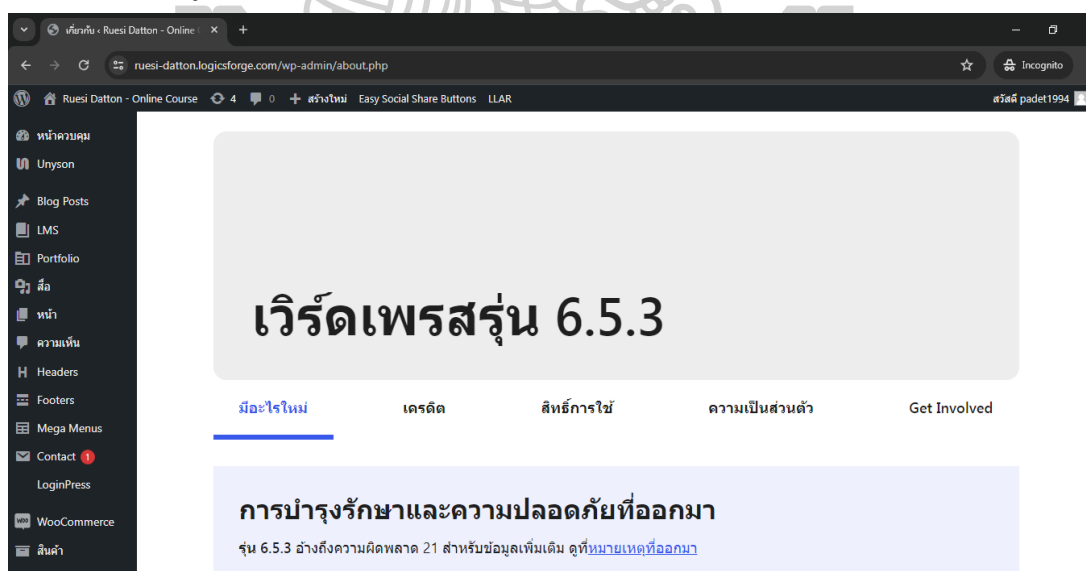 เกี่ยวกับ ‹ Ruesi Datton - Online
ruesi-datton.logicsforge.com/wp-admin/about.php
Incognito
Ruesi Datton - Online Course 4 0 + สร้างใหม่ Easy Social Share Buttons LLAR
สวัสดี padet1994
หน้าควบคุม
Unyson
Blog Posts
LMS
Portfolio
สื่อ
หน้า
ความเห็น
H Headers
Footers
Mega Menus
Contact 1
LoginPress
WooCommerce
สินค้า
เวิร์ดเพรสรุ่น 6.5.3
มีอะไรใหม่ เครดิต สิทธิ์การใช้ ความเป็นส่วนตัว Get Involved
การบำรุงรักษาและความปลอดภัยที่ออกมา
รุ่น 6.5.3 อ้างถึงความผิดพลาด 21 สำหรับข้อมูลเพิ่มเติม ดูที่หมายเหตุที่ออกมา